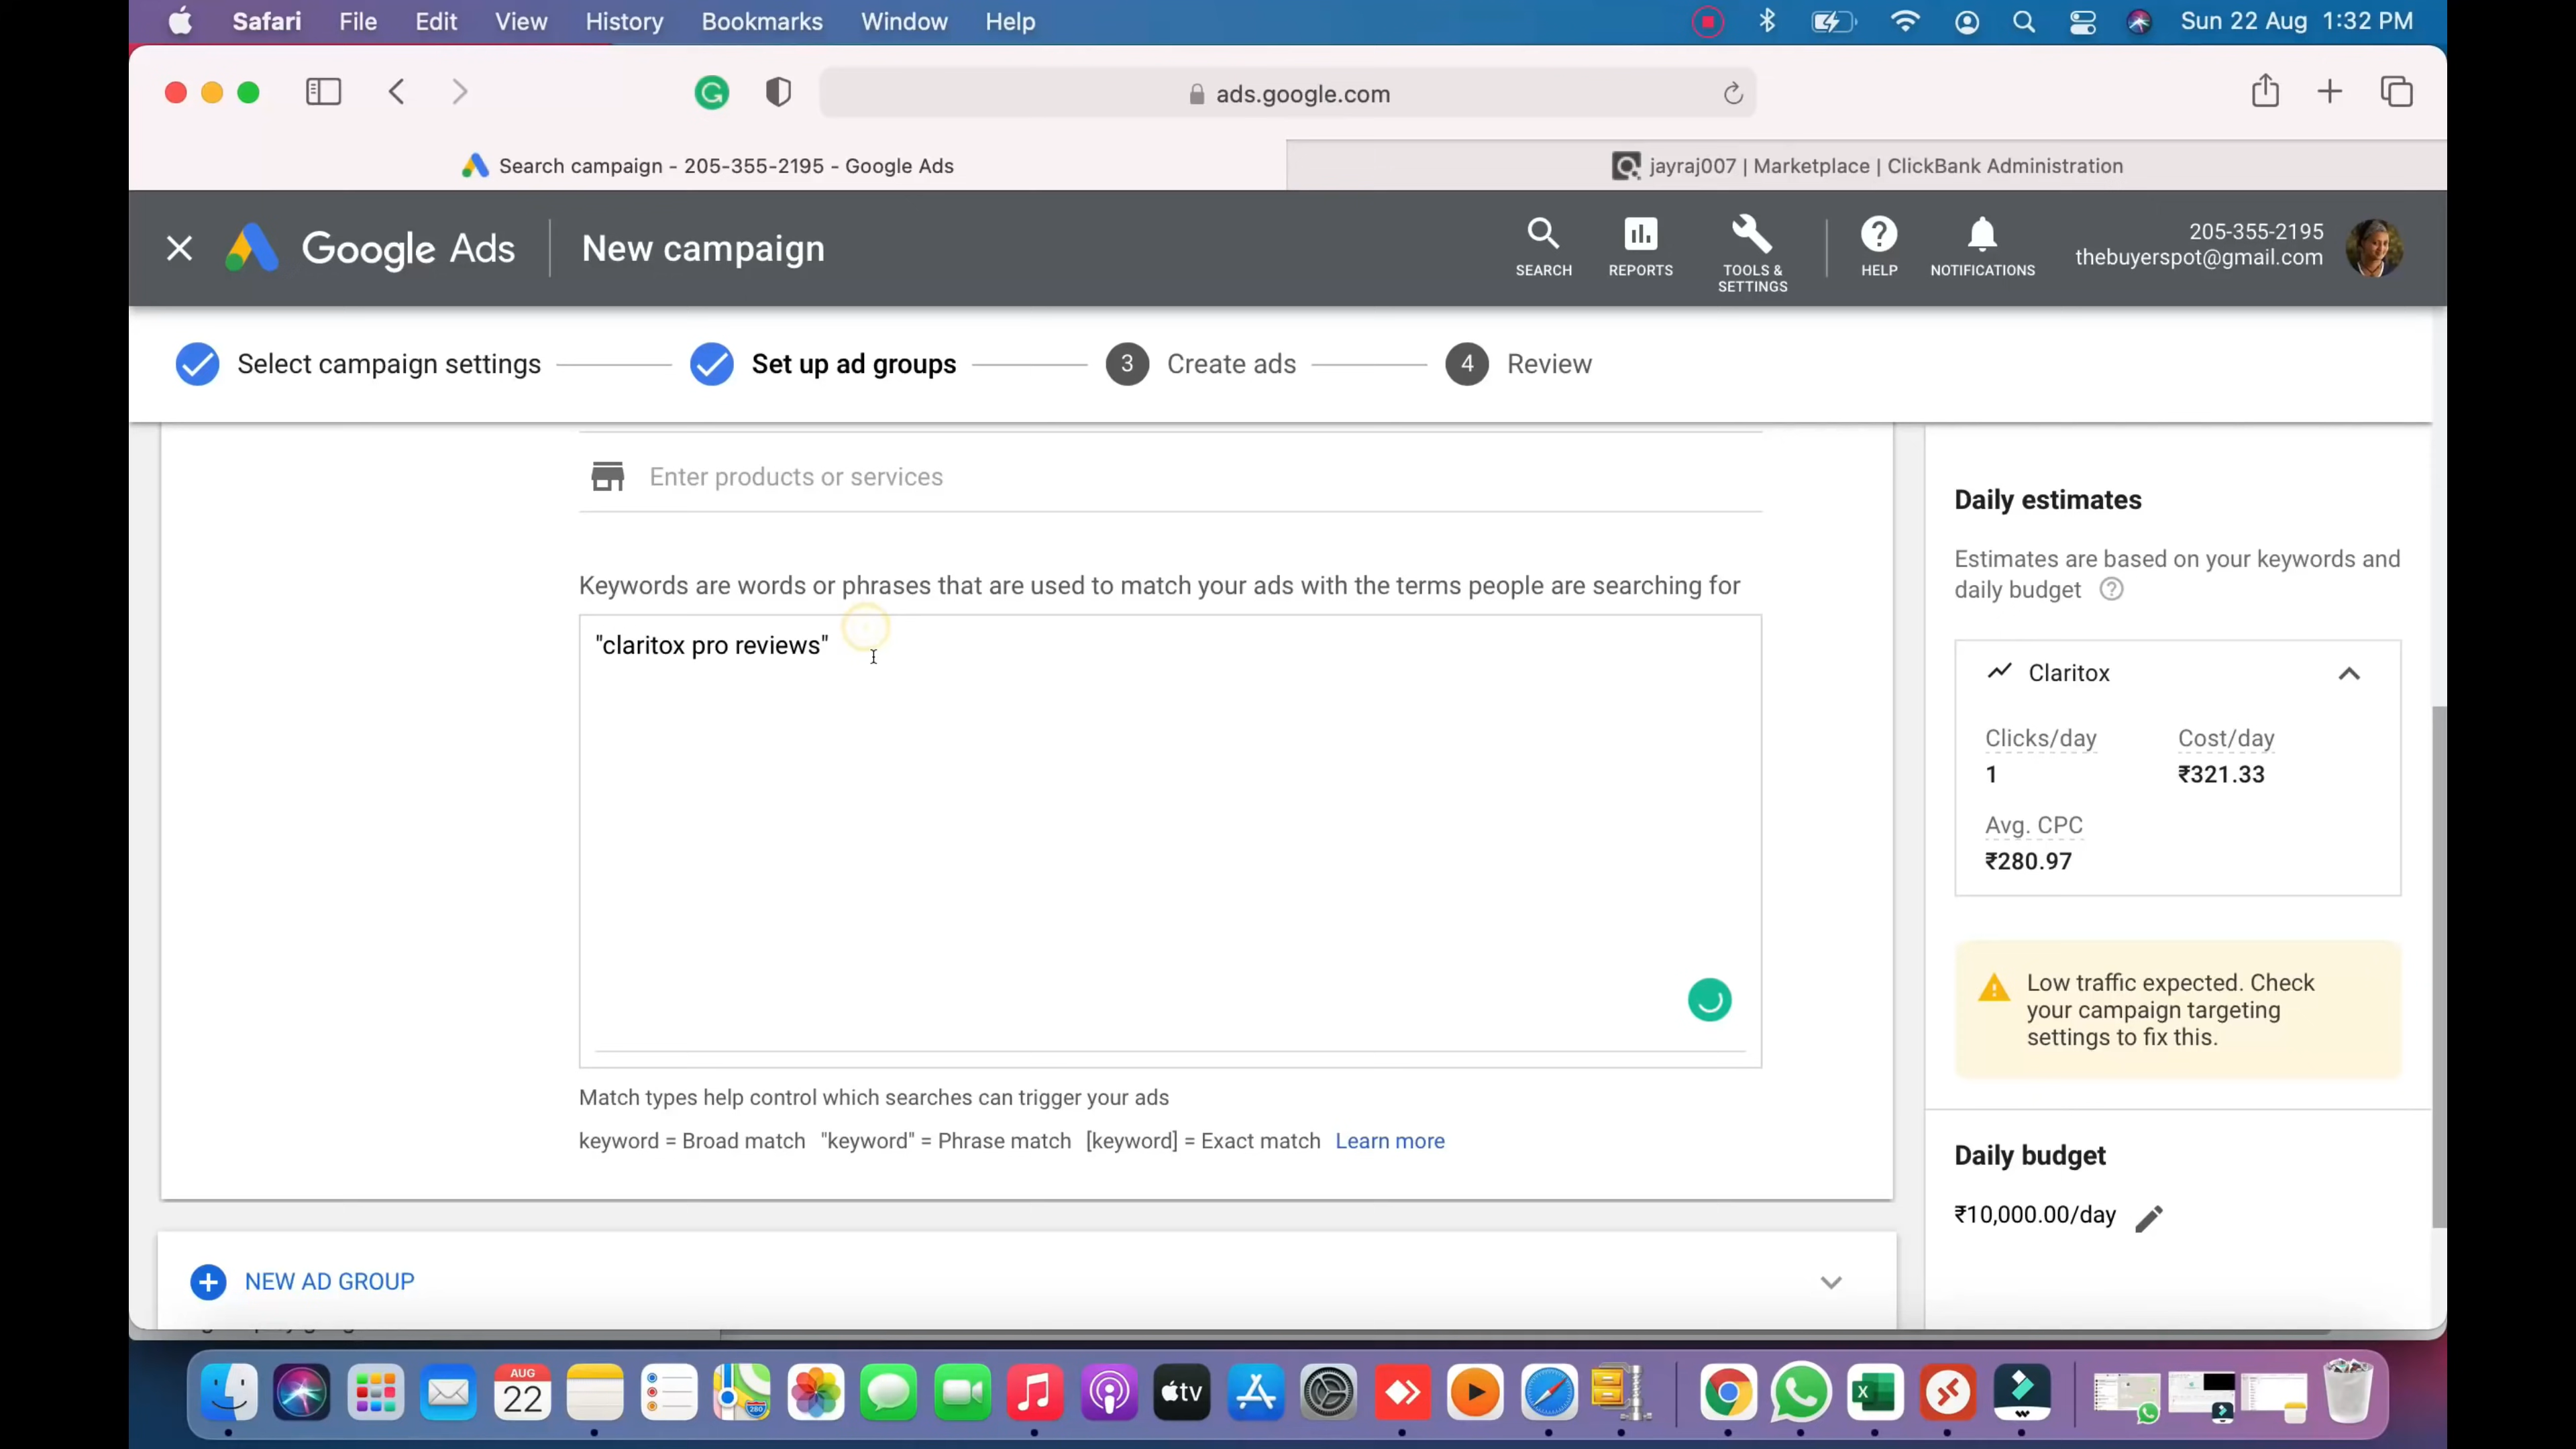 Safari File Edit View History Bookmarks Window Help Sun 22 Aug 1:32 PM
ads.google.com
Search campaign - 205-355-2195 - Google Ads
jayraj007 | Marketplace | ClickBank Administration
Google Ads
New campaign
SEARCH
REPORTS
TOOLS &
SETTINGS
HELP
NOTIFICATIONS
205-355-2195
thebuyerspot@gmail.com
Select campaign settings
Set up ad groups
3 Create ads
4 Review
Enter products or services
Keywords are words or phrases that are used to match your ads with the terms people are searching for
"claritox pro reviews"
Match types help control which searches can trigger your ads
keyword = Broad match "keyword" = Phrase match [keyword] = Exact match Learn more
NEW AD GROUP
Daily estimates
Estimates are based on your keywords and
daily budget
Claritox
Clicks/day
1
Cost/day
₹321.33
Avg. CPC
₹280.97
Low traffic expected. Check
your campaign targeting
settings to fix this.
Daily budget
₹10,000.00/day
AUG
22
280
tv
X